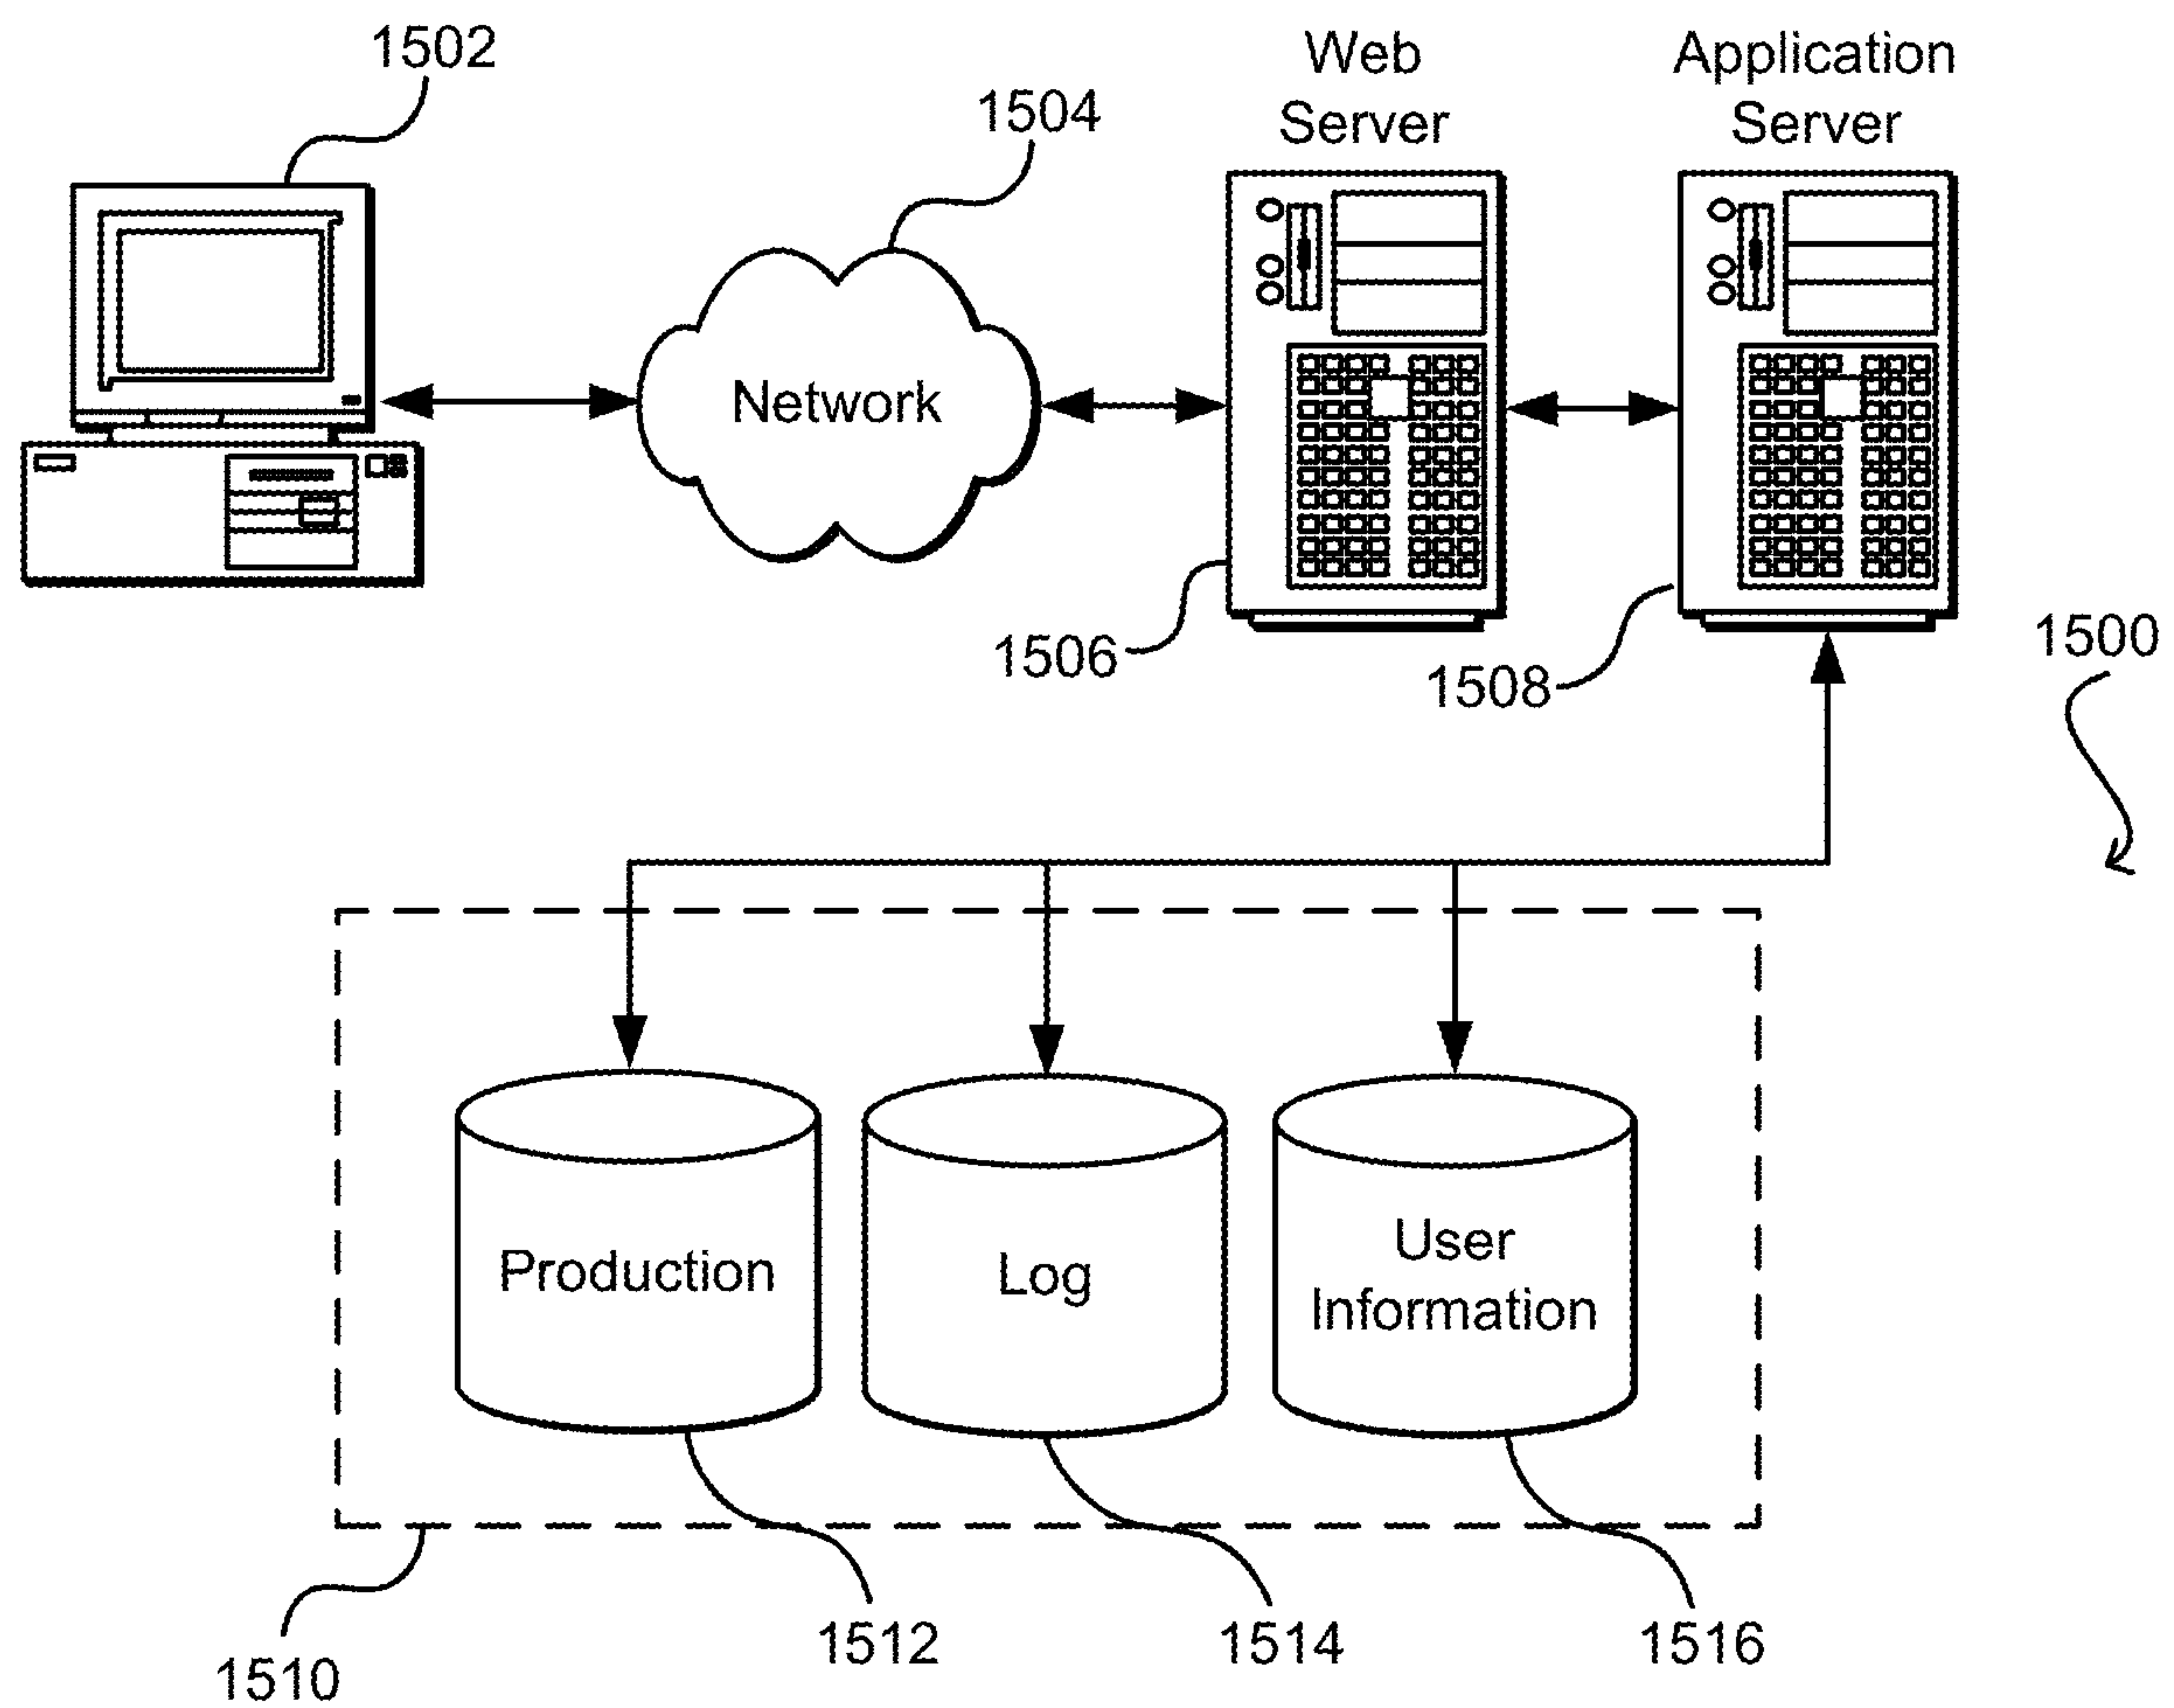 1502
1504
Web
Server
Application
Server
Network
1506
1508
1500
Production
Log
User
Information
1510
1512
1514
1516